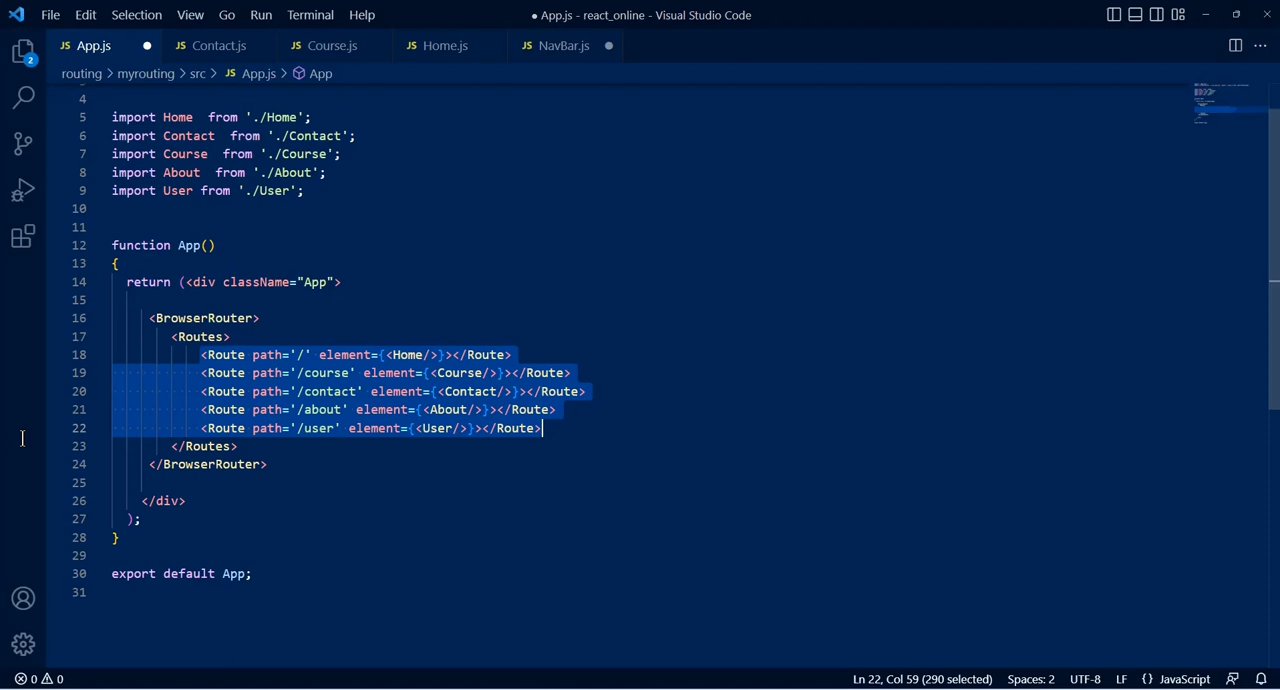 File Edit Selection View Go Run Terminal Help
● App.js - react_online - Visual Studio Code
JS App.js ● JS Contact.js JS Course.js JS Home.js JS NavBar.js ●
routing > myrouting > src > JS App.js > App
2
4
5 import Home  from './Home';
6 import Contact  from './Contact';
7 import Course  from './Course';
8 import About  from './About';
9 import User from './User';
10
11
12 function App()
13 {
14 return (<div className="App">
15
16 <BrowserRouter>
17 <Routes>
18 <Route path='/' element={<Home/>}></Route>
19 <Route path='/course' element={<Course/>}></Route>
20 <Route path='/contact' element={<Contact/>}></Route>
21 <Route path='/about' element={<About/>}></Route>
22 <Route path='/user' element={<User/>}></Route>
23 </Routes>
24 </BrowserRouter>
25
26 </div>
27 );
28 }
29
30 export default App;
31
0 0 Ln 22, Col 59 (290 selected) Spaces: 2 UTF-8 LF {} JavaScript